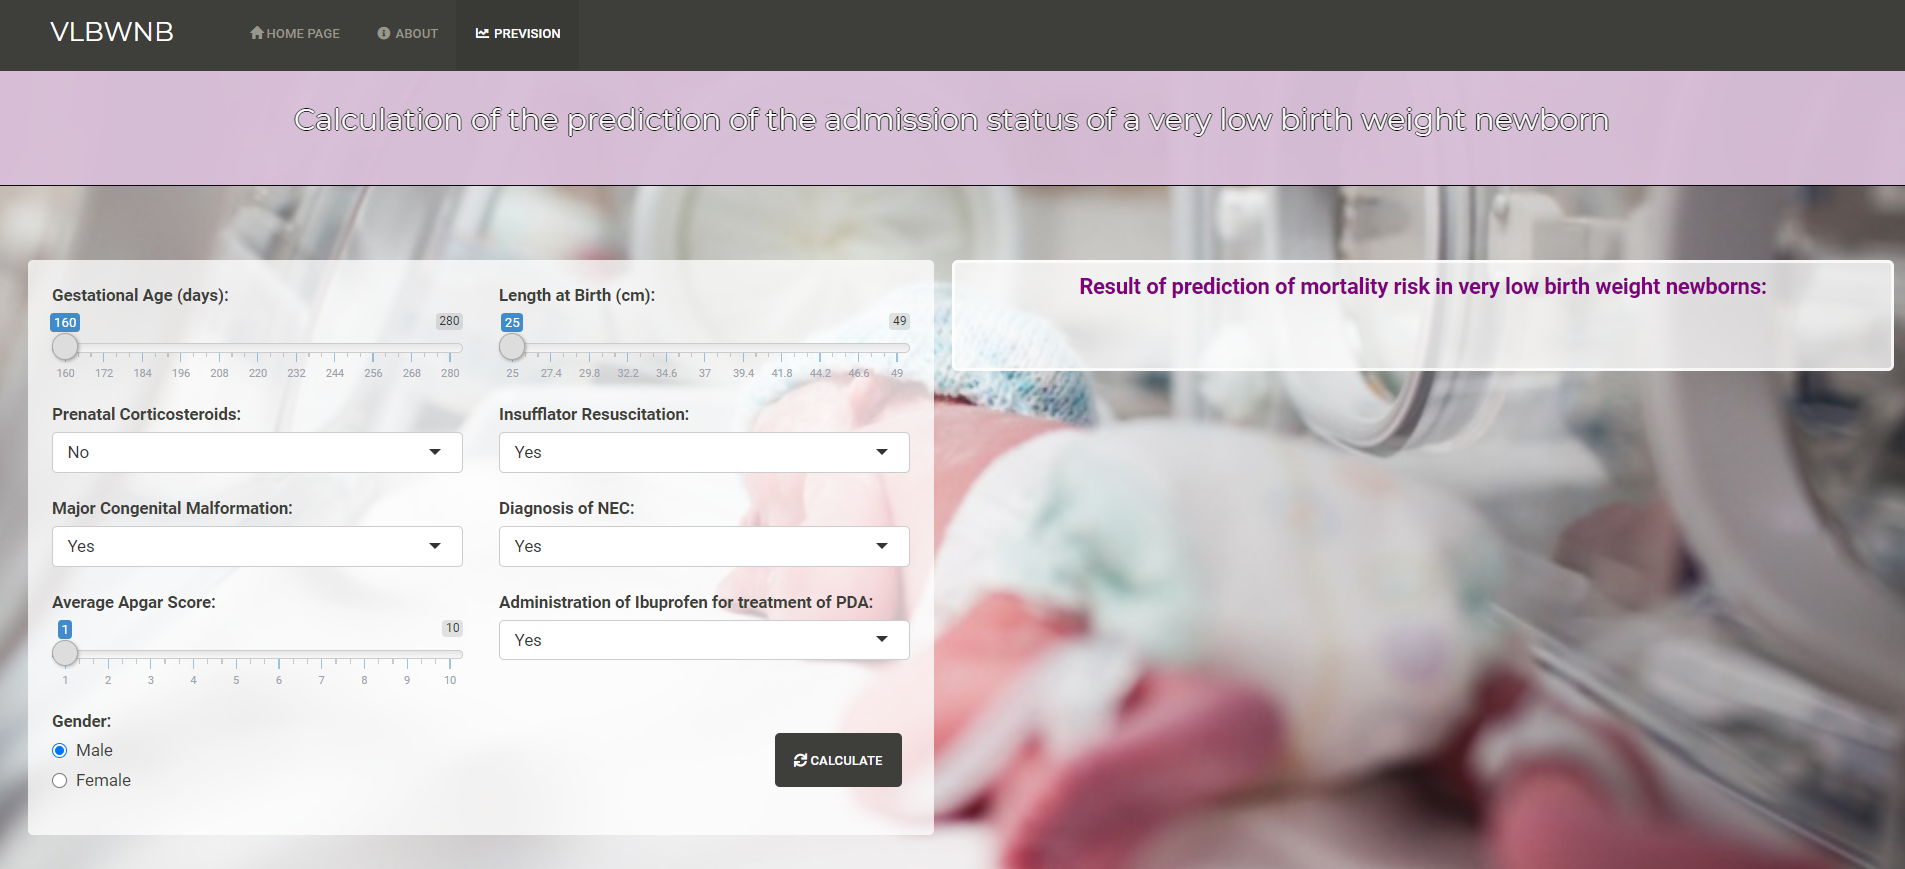 VLBWNB
HOME PAGE
ABOUT
PREVISION
Calculation of the prediction of the admission status of a very low birth weight newborn
Gestational Age (days):
160 280
160 172 184 196 208 220 232 244 256 268 280
Length at Birth (cm):
25 49
25 27.4 29.8 32.2 34.6 37 39.4 41.8 44.2 46.6 49
Prenatal Corticosteroids:
No
Insufflator Resuscitation:
Yes
Major Congenital Malformation:
Yes
Diagnosis of NEC:
Yes
Average Apgar Score:
1 10
1 2 3 4 5 6 7 8 9 10
Administration of Ibuprofen for treatment of PDA:
Yes
Gender:
Male
Female
CALCULATE
Result of prediction of mortality risk in very low birth weight newborns: